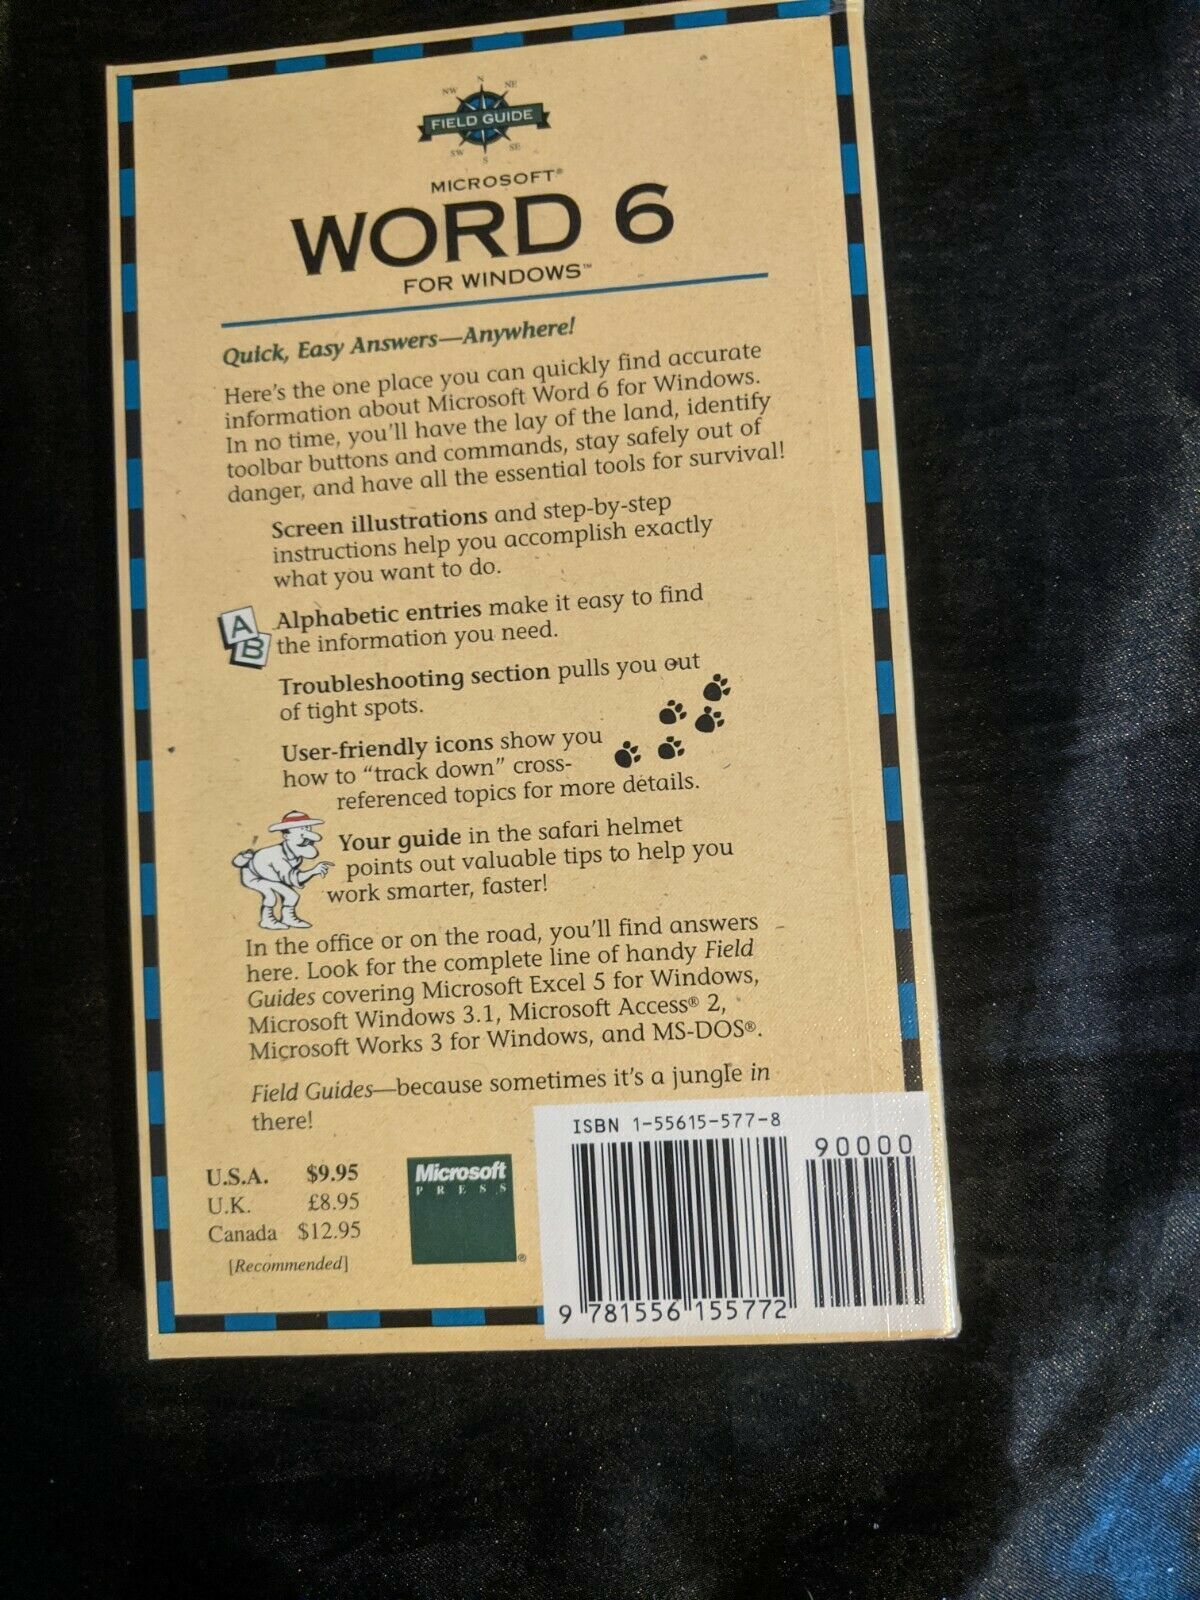 N
NW NE
FIELD GUIDE
SW SE
S
MICROSOFT®
WORD 6
FOR WINDOWS™
Quick, Easy Answers—Anywhere!
Here's the one place you can quickly find accurate
information about Microsoft Word 6 for Windows.
In no time, you'll have the lay of the land, identify
toolbar buttons and commands, stay safely out of
danger, and have all the essential tools for survival!
Screen illustrations and step-by-step
instructions help you accomplish exactly
what you want to do.
A
B
Alphabetic entries make it easy to find
the information you need.
Troubleshooting section pulls you out
of tight spots.
User-friendly icons show you
how to “track down” cross-
referenced topics for more details.
Your guide in the safari helmet
points out valuable tips to help you
work smarter, faster!
In the office or on the road, you'll find answers
here. Look for the complete line of handy Field
Guides covering Microsoft Excel 5 for Windows,
Microsoft Windows 3.1, Microsoft Access® 2,
Microsoft Works 3 for Windows, and MS-DOS®.
Field Guides—because sometimes it's a jungle in
there!
U.S.A. $9.95
U.K. £8.95
Canada $12.95
[Recommended]
Microsoft
PRESS
®
ISBN 1-55615-577-8
90000
9 781556 155772